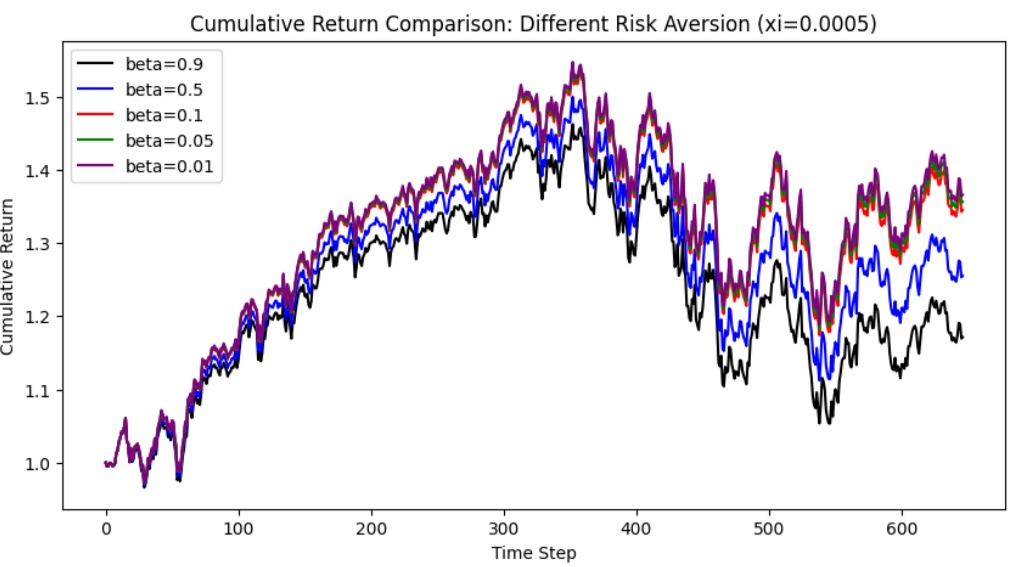 Cumulative Return Comparison: Different Risk Aversion (xi=0.0005)
beta=0.9
beta=0.5
beta=0.1
beta=0.05
beta=0.01
Cumulative Return
1.5
1.4
1.3
1.2
1.1
1.0
0 100 200 300 400 500 600
Time Step